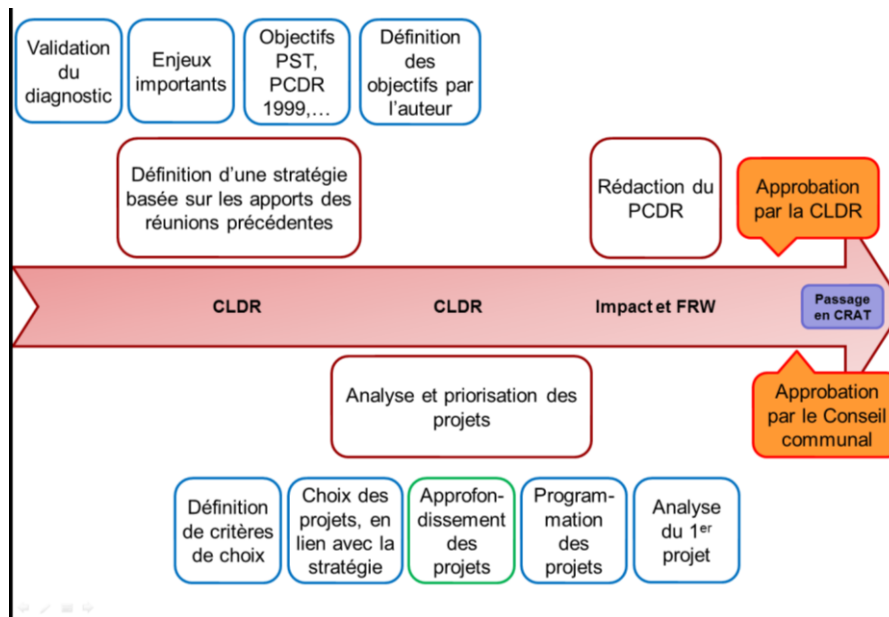 Validation
du
diagnostic
Enjeux
importants
Objectifs
PST,
PCDR
1999,...
Définition
des
objectifs par
l'auteur
Définition d'une stratégie
basée sur les apports des
réunions précédentes
Rédaction du
PCDR
Approbation
par la CLDR
CLDR
CLDR
Impact et FRW
Passage
en CRAT
Analyse et priorisation des
projets
Approbation
par le Conseil
communal
Définition
de critères
de choix
Choix des
projets, en
lien avec la
stratégie
Approfon-
dissement
des
projets
Program-
mation
des
projets
Analyse
du 1er
projet